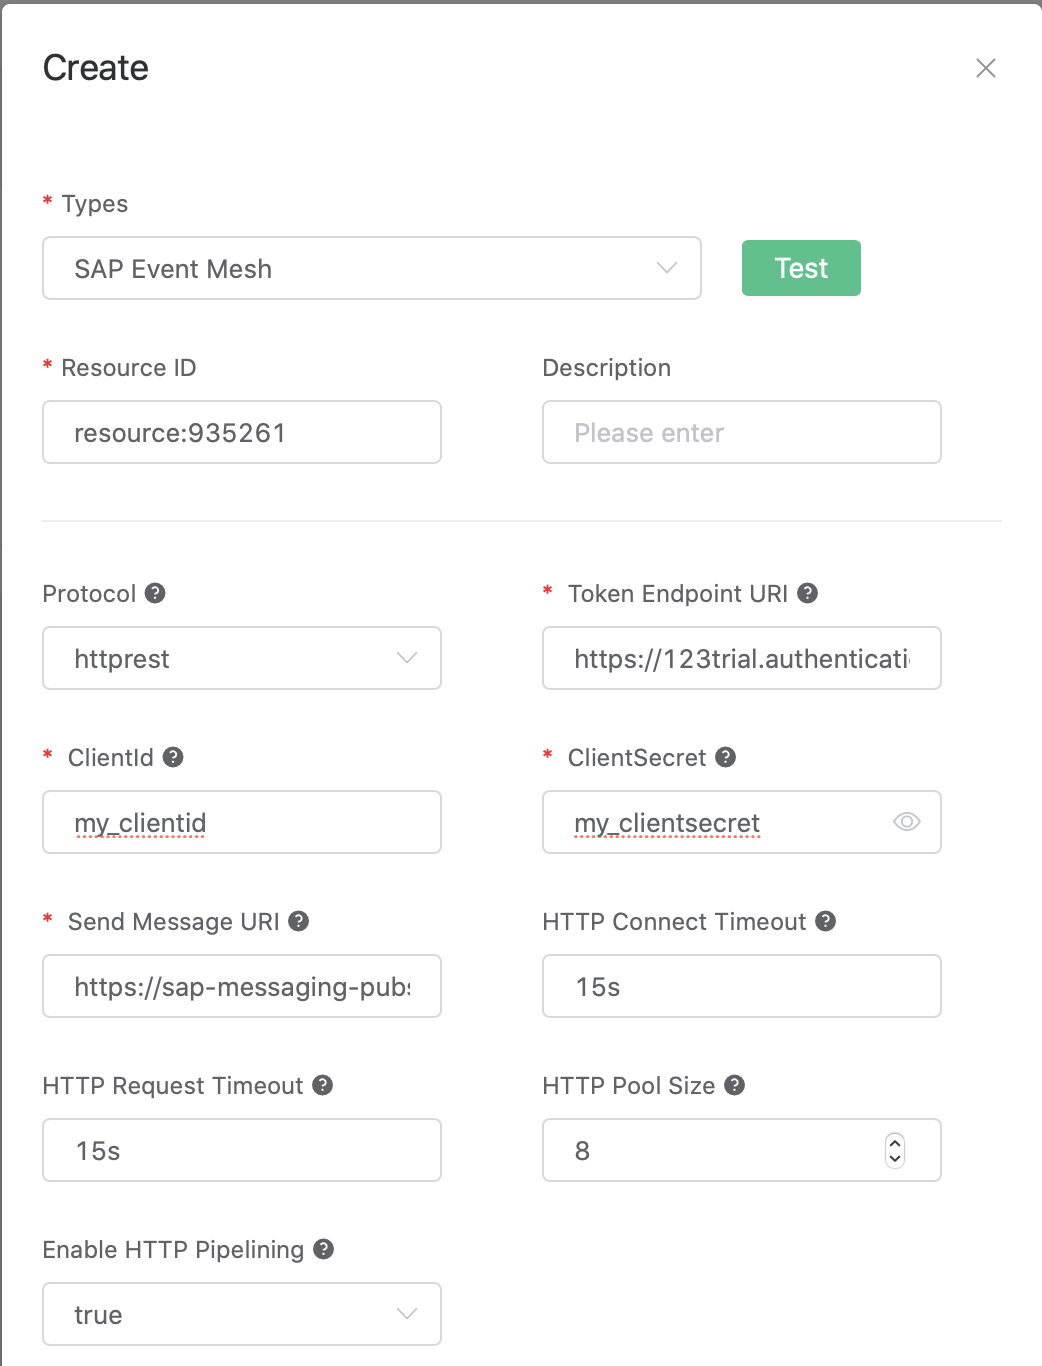 Create
* Types
SAP Event Mesh
Test
* Resource ID
Description
resource:935261
Please enter
Protocol ?
* Token Endpoint URI ?
httprest
https://123trial.authenticati
* ClientId ?
* ClientSecret ?
my_clientid
my_clientsecret
* Send Message URI ?
HTTP Connect Timeout ?
https://sap-messaging-pubs
15s
HTTP Request Timeout ?
HTTP Pool Size ?
15s
8
Enable HTTP Pipelining ?
true